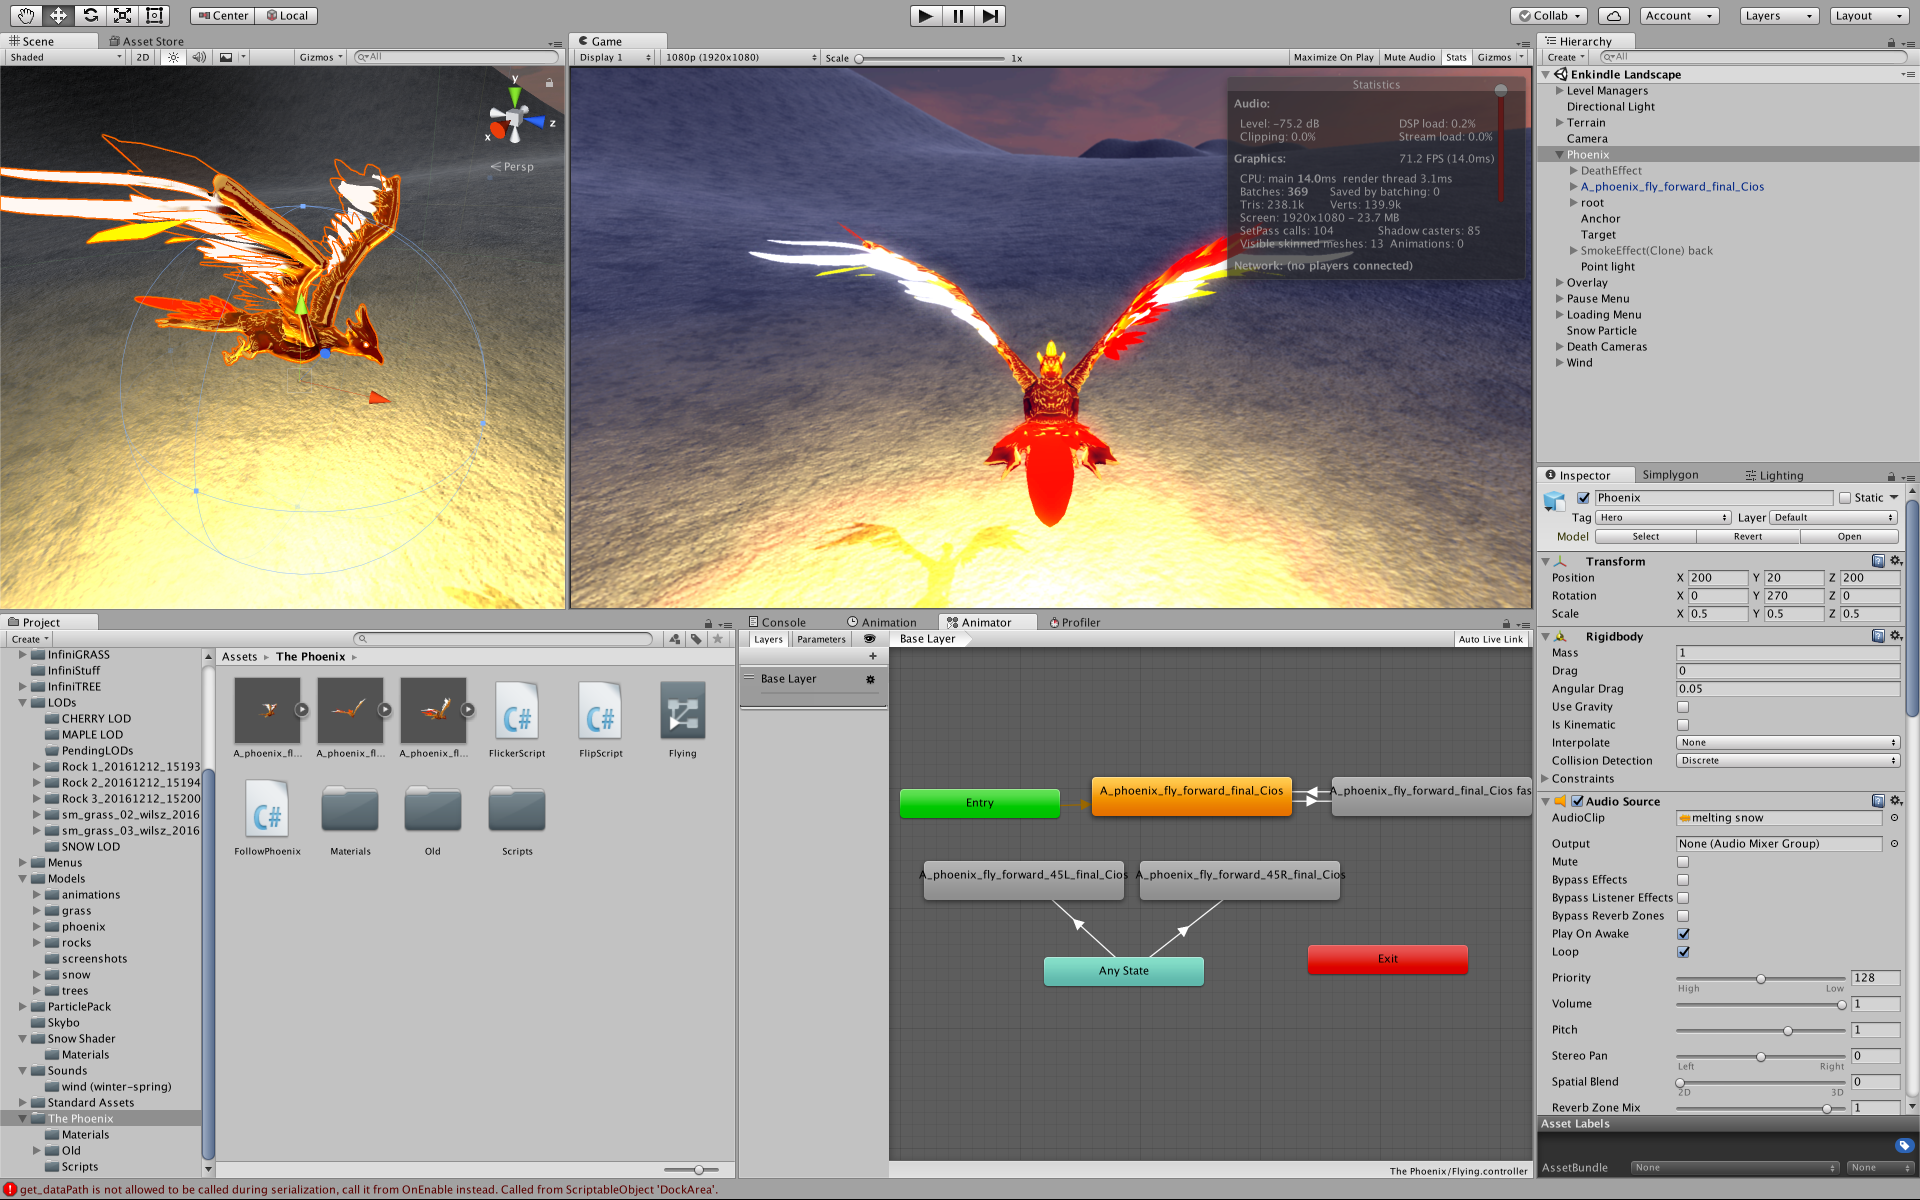 Center
Local
Collab
Account
Layers
Layout
Scene
Asset Store
Shaded
2D
Gizmos
All
y
z
x
Persp
Game
Display 1
1080p (1920x1080)
Scale
1x
Maximize On Play
Mute Audio
Stats
Gizmos
Statistics
Audio:
Level: -75.2 dB
DSP load: 0.2%
Clipping: 0.0%
Stream load: 0.0%
Graphics:
71.2 FPS (14.0ms)
CPU: main 14.0ms render thread 3.1ms
Batches: 369
Saved by batching: 0
Tris: 238.1k
Verts: 139.9k
Screen: 1920x1080 - 23.7 MB
SetPass calls: 104
Shadow casters: 85
Visible skinned meshes: 13 Animations: 0
Network: (no players connected)
Hierarchy
Create
All
Enkindle Landscape
Level Managers
Directional Light
Terrain
Camera
Phoenix
DeathEffect
A_phoenix_fly_forward_final_Cios
root
Anchor
Target
SmokeEffect(Clone) back
Point light
Overlay
Pause Menu
Loading Menu
Snow Particle
Death Cameras
Wind
Inspector
Simplygon
Lighting
Phoenix
Static
Tag
Hero
Layer
Default
Model
Select
Revert
Open
Transform
Position
X 200
Y 20
Z 200
Rotation
X 0
Y 270
Z 0
Scale
X 0.5
Y 0.5
Z 0.5
Rigidbody
Mass
1
Drag
0
Angular Drag
0.05
Use Gravity
Is Kinematic
Interpolate
None
Collision Detection
Discrete
Constraints
Audio Source
AudioClip
melting snow
Output
None (Audio Mixer Group)
Mute
Bypass Effects
Bypass Listener Effects
Bypass Reverb Zones
Play On Awake
Loop
Priority
128
High
Low
Volume
1
Pitch
1
Stereo Pan
0
Left
Right
Spatial Blend
0
2D
3D
Reverb Zone Mix
1
Asset Labels
AssetBundle
None
None
Project
Create
InfiniGRASS
InfiniStuff
InfiniTREE
LODs
CHERRY LOD
MAPLE LOD
PendingLODs
Rock 1_20161212_15193
Rock 2_20161212_15194
Rock 3_20161212_15200
sm_grass_02_wilsz_2016
sm_grass_03_wilsz_2016
SNOW LOD
Menus
Models
animations
grass
phoenix
rocks
screenshots
snow
trees
ParticlePack
Skybo
Snow Shader
Materials
Sounds
wind (winter-spring)
Standard Assets
The Phoenix
Materials
Old
Scripts
Assets
The Phoenix
A_phoenix_fl...
A_phoenix_fl...
A_phoenix_fl...
C#
FlickerScript
C#
FlipScript
Flying
C#
FollowPhoenix
Materials
Old
Scripts
Console
Animation
Animator
Profiler
Layers
Parameters
Base Layer
Auto Live Link
Base Layer
Entry
A_phoenix_fly_forward_final_Cios
A_phoenix_fly_forward_final_Cios fas
A_phoenix_fly_forward_45L_final_Cios
A_phoenix_fly_forward_45R_final_Cios
Any State
Exit
The Phoenix/Flying.controller
get_dataPath is not allowed to be called during serialization, call it from OnEnable instead. Called from ScriptableObject 'DockArea'.